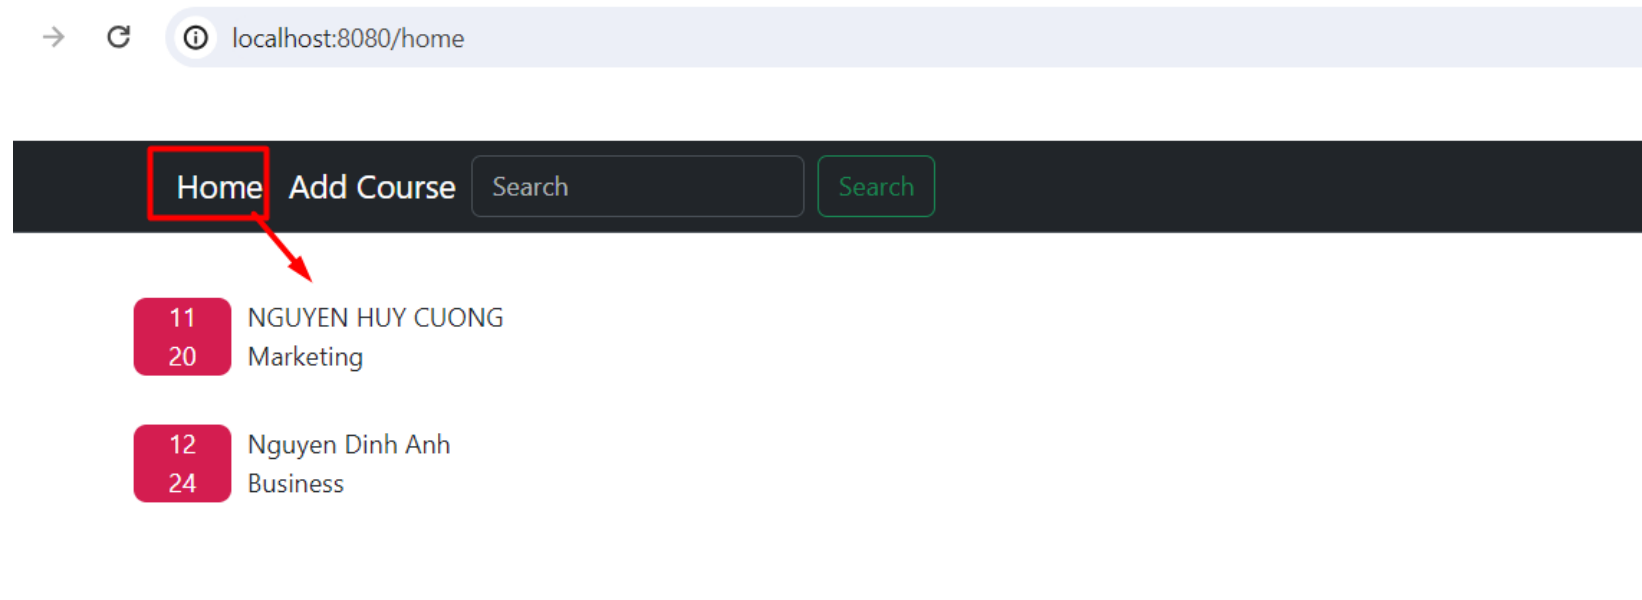 localhost:8080/home
Home Add Course Search Search
11 NGUYEN HUY CUONG
20 Marketing
12 Nguyen Dinh Anh
24 Business